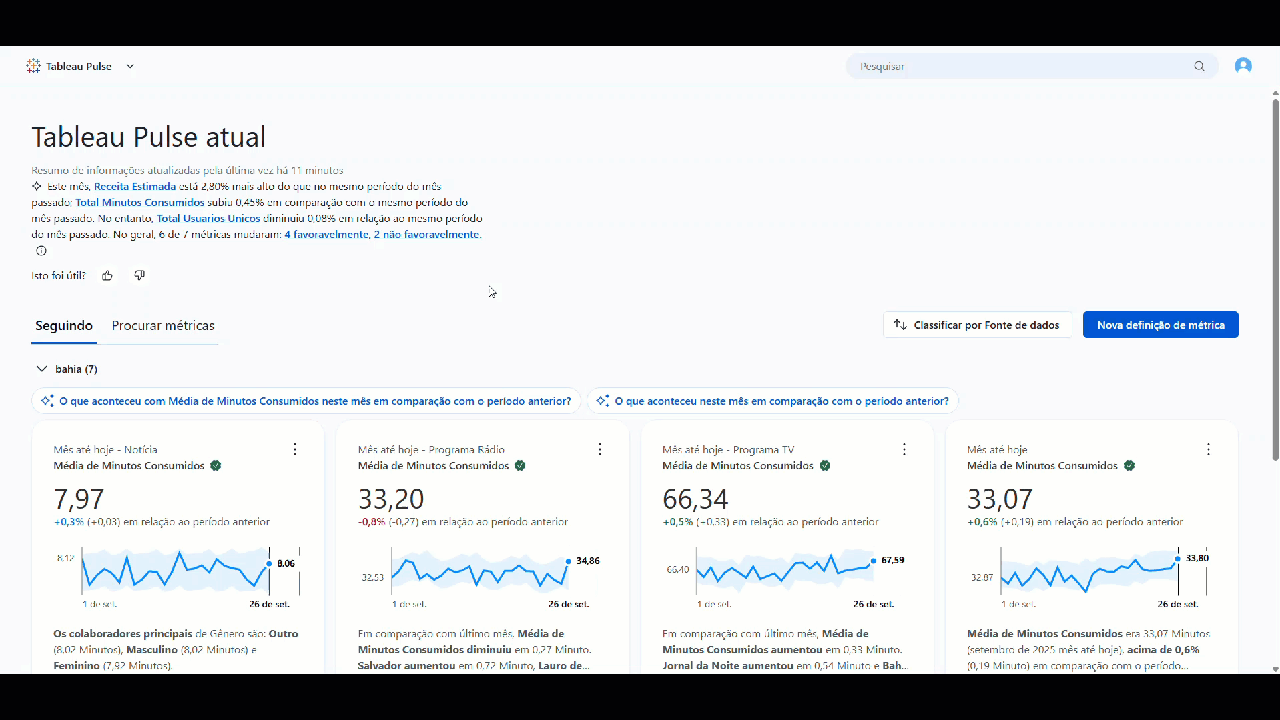 Tableau Pulse
Pesquisar
Tableau Pulse atual
Resumo de informações atualizadas pela última vez há 11 minutos
Este mês, Receita Estimada está 2,80% mais alto do que no mesmo período do mês
passado; Total Minutos Consumidos subiu 0,45% em comparação com o mesmo período do
mês passado. No entanto, Total Usuarios Unicos diminuiu 0,08% em relação ao mesmo período
do mês passado. No geral, 6 de 7 métricas mudaram: 4 favoravelmente, 2 não favoravelmente.
Isto foi útil?
Seguindo
Procurar métricas
Classificar por Fonte de dados
Nova definição de métrica
bahia (7)
O que aconteceu com Média de Minutos Consumidos neste mês em comparação com o período anterior?
O que aconteceu neste mês em comparação com o período anterior?
Mês até hoje - Notícia
Média de Minutos Consumidos
7,97
+0,3% (+0,03) em relação ao período anterior
8,12
8,06
1 de set.
26 de set.
Os colaboradores principais de Gênero são: Outro
(8,02 Minutos), Masculino (8,02 Minutos) e
Feminino (7,92 Minutos).
Mês até hoje - Programa Rádio
Média de Minutos Consumidos
33,20
-0,8% (-0,27) em relação ao período anterior
32,53
34,86
1 de set.
26 de set.
Em comparação com último mês, Média de
Minutos Consumidos diminuiu em 0,27 Minuto.
Salvador aumentou em 0,72 Minuto, Lauro de...
Mês até hoje - Programa TV
Média de Minutos Consumidos
66,34
+0,5% (+0,33) em relação ao período anterior
66,40
67,59
1 de set.
26 de set.
Em comparação com último mês, Média de
Minutos Consumidos aumentou em 0,33 Minuto.
Jornal da Noite aumentou em 0,54 Minuto e Bah...
Mês até hoje
Média de Minutos Consumidos
33,07
+0,6% (+0,19) em relação ao período anterior
32,87
33,80
1 de set.
26 de set.
Média de Minutos Consumidos era 33,07 Minutos
(setembro de 2025 mês até hoje), acima de 0,6%
(0,19 Minuto) em comparação com o período...